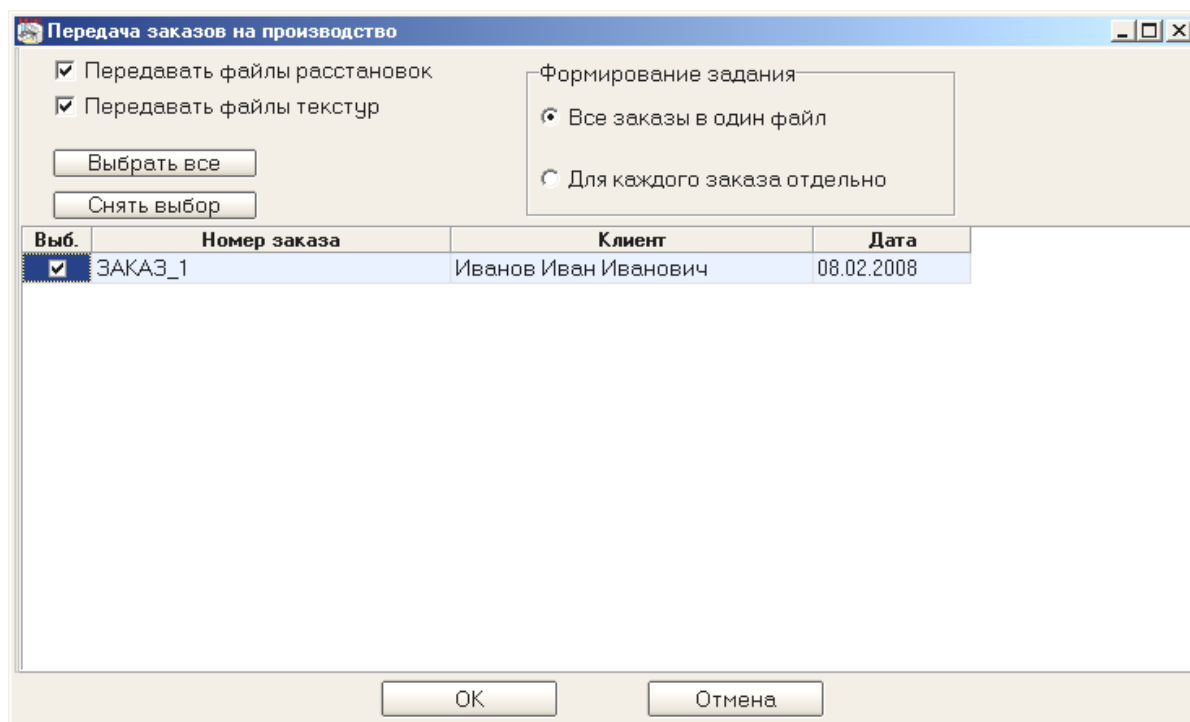 Передача заказов на производство
Передавать файлы расстановок
Передавать файлы текстур
Выбрать все
Снять выбор
Формирование задания
Все заказы в один файл
Для каждого заказа отдельно
Выб. Номер заказа Клиент Дата
ЗАКАЗ_1 Иванов Иван Иванович 08.02.2008
OK Отмена